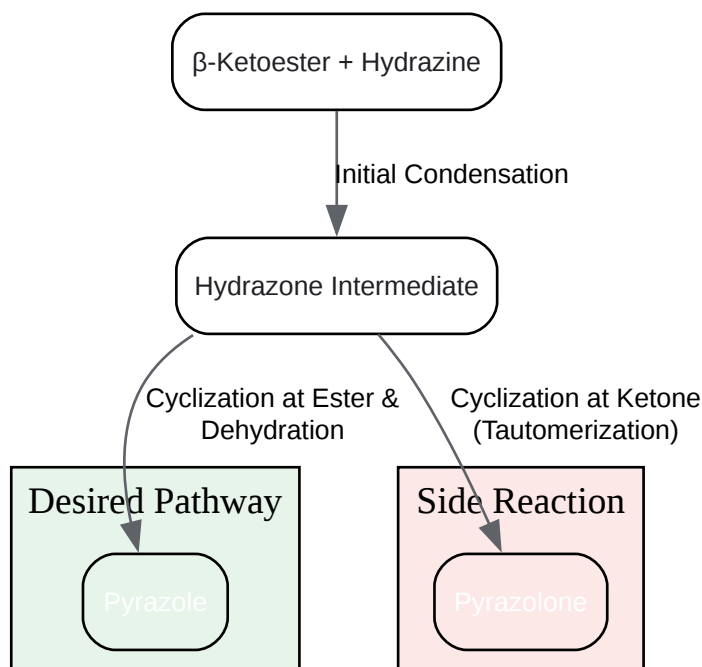 β-Ketoester + Hydrazine
Initial Condensation
Hydrazone Intermediate
Cyclization at Ester &
Dehydration
Cyclization at Ketone
(Tautomerization)
Desired Pathway
Side Reaction
Pyrazole
Pyrazolone